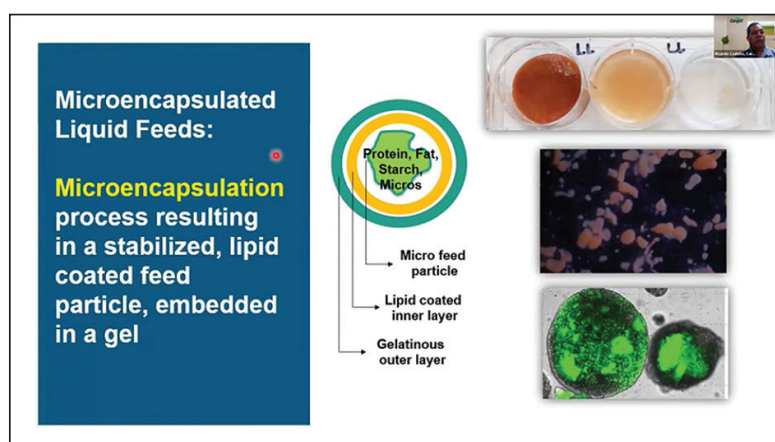 Microencapsulated
Liquid Feeds:
Microencapsulation
process resulting
in a stabilized, lipid
coated feed
particle, embedded
in a gel
Protein, Fat,
Starch,
Micros
Micro feed
particle
Lipid coated
inner layer
Gelatinous
outer layer